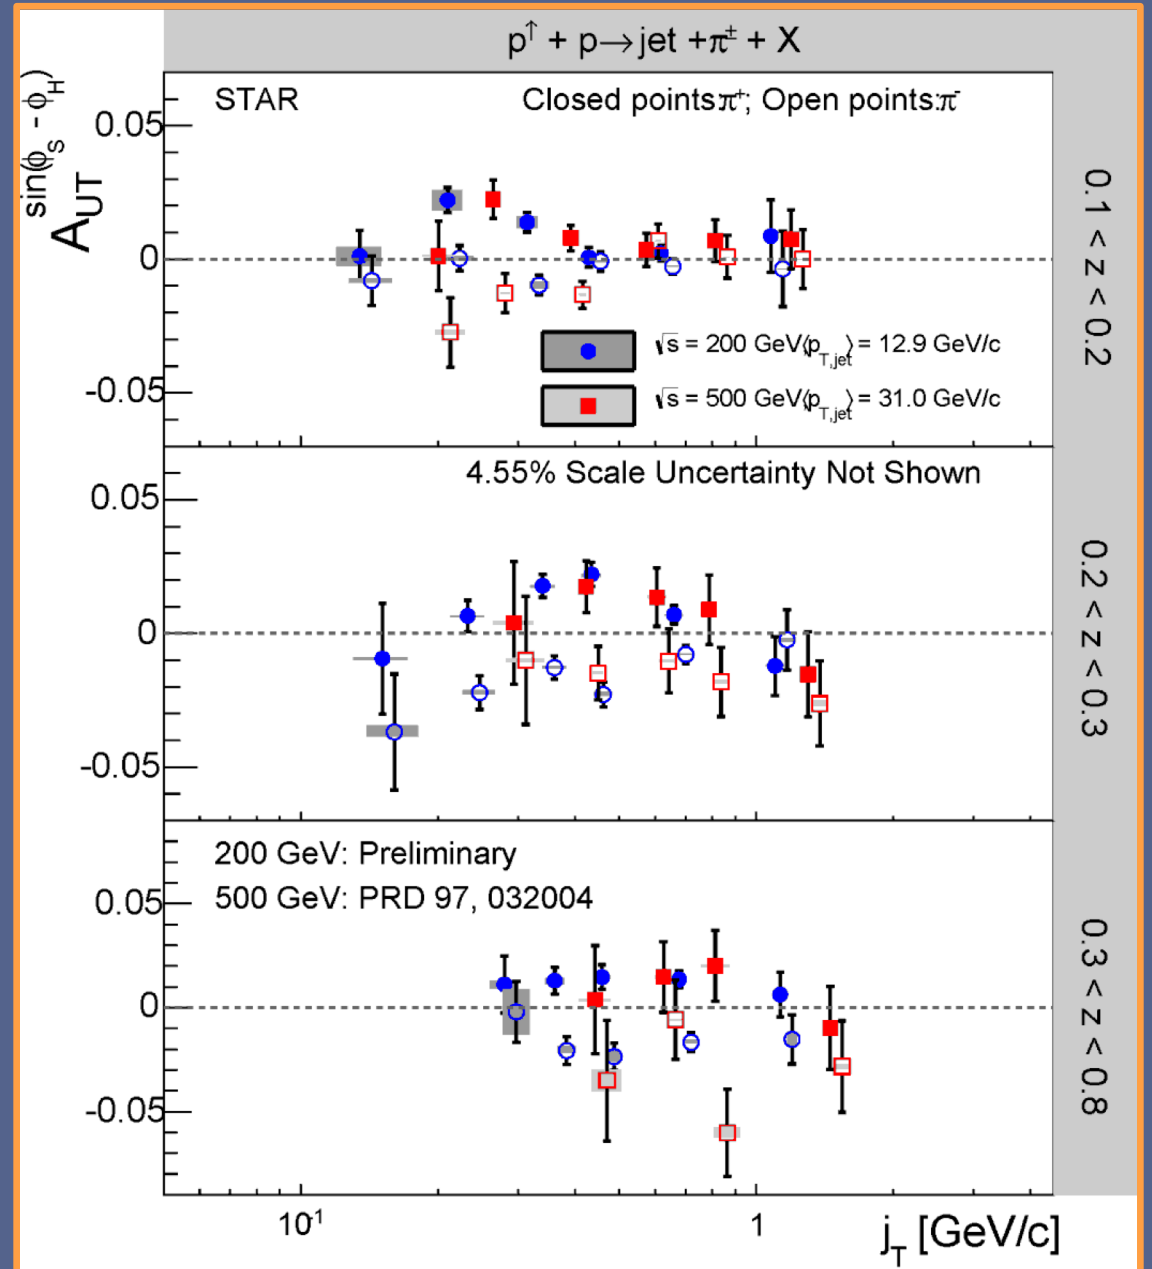 p↑ + p→jet +π± + X
A_UT^sin(ϕ_S - ϕ_H)
STAR
Closed points:π+; Open points:π-
0.05
0
-0.05
√s = 200 GeV⟨p_T,jet⟩ = 12.9 GeV/c
√s = 500 GeV⟨p_T,jet⟩ = 31.0 GeV/c
0.1 < z < 0.2
4.55% Scale Uncertainty Not Shown
0.05
0
-0.05
0.2 < z < 0.3
200 GeV: Preliminary
500 GeV: PRD 97, 032004
0.05
0
-0.05
0.3 < z < 0.8
10^-1
1
j_T [GeV/c]